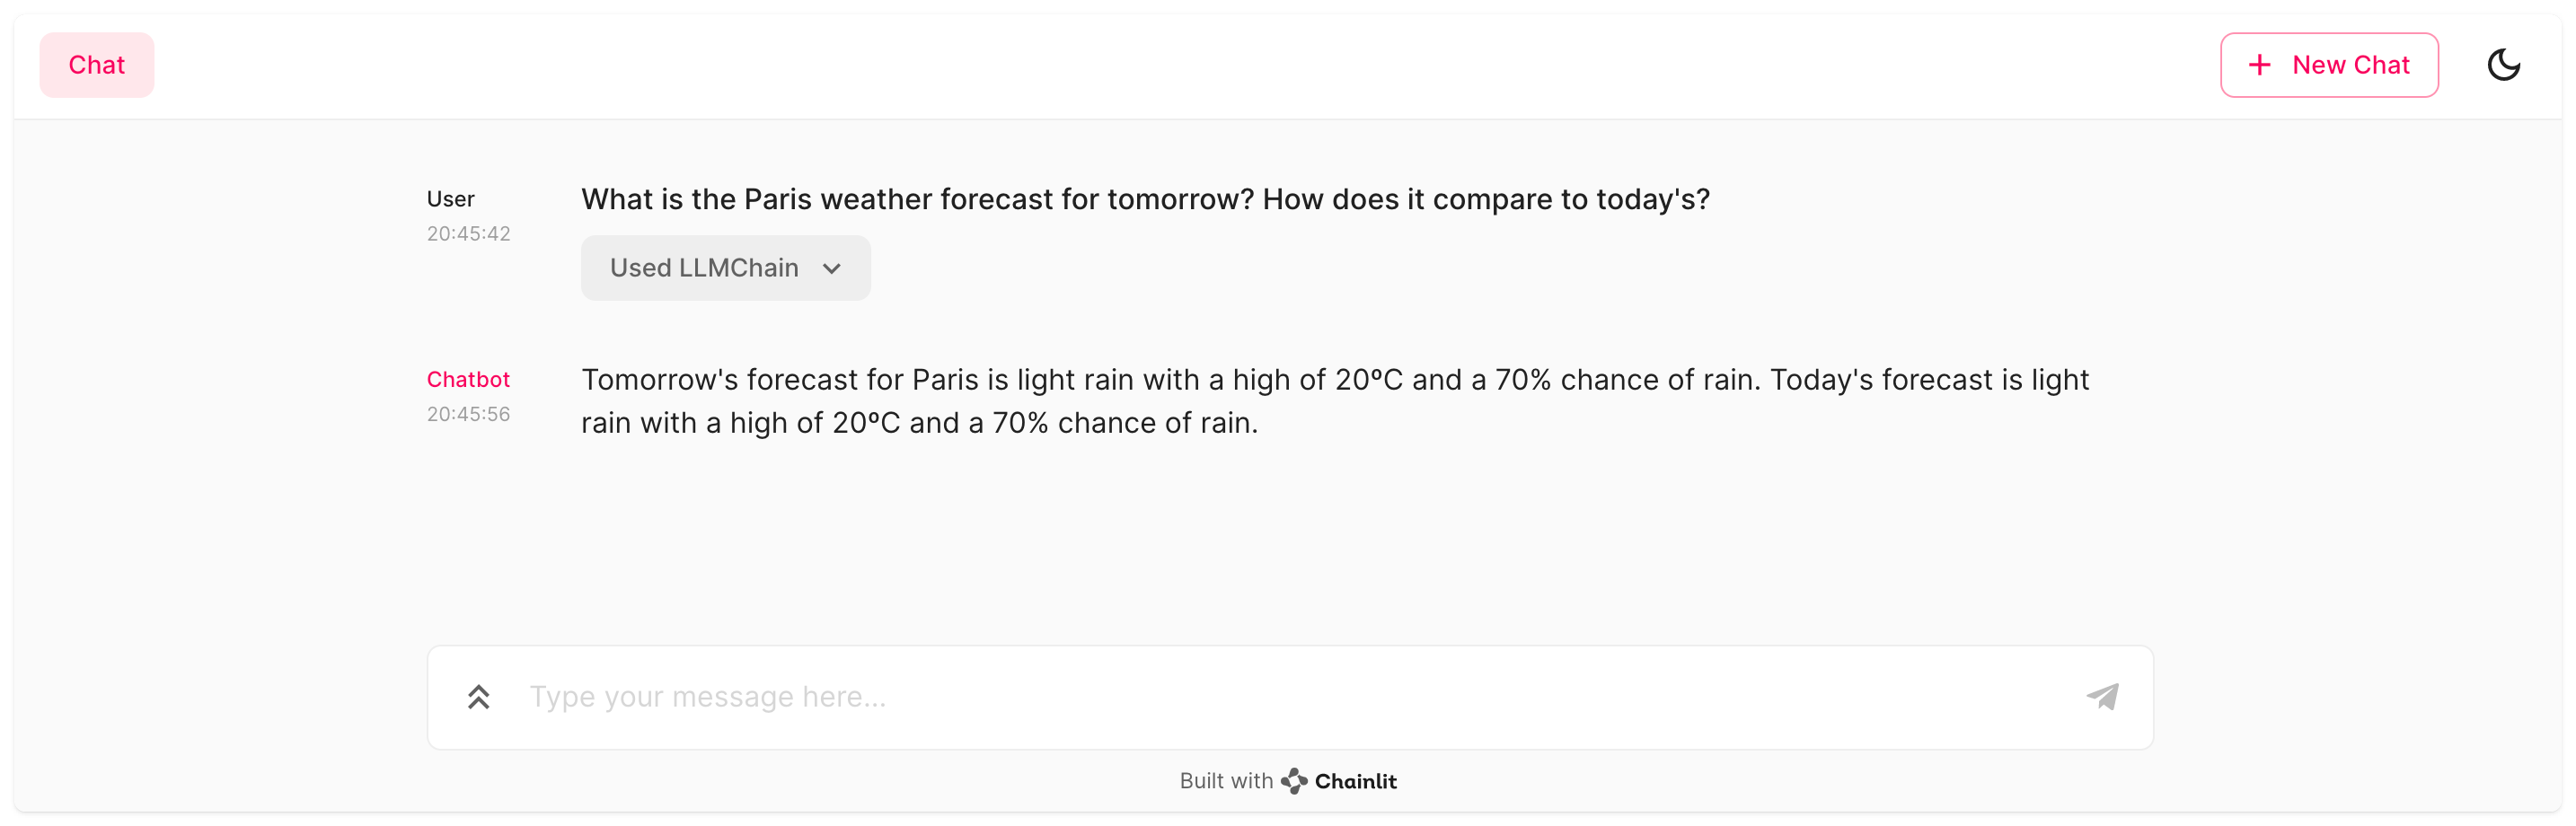 Chat
New Chat
User
20:45:42
What is the Paris weather forecast for tomorrow? How does it compare to today's?
Used LLMChain
Chatbot
20:45:56
Tomorrow's forecast for Paris is light rain with a high of 20ºC and a 70% chance of rain. Today's forecast is light
rain with a high of 20ºC and a 70% chance of rain.
Type your message here...
Built with Chainlit